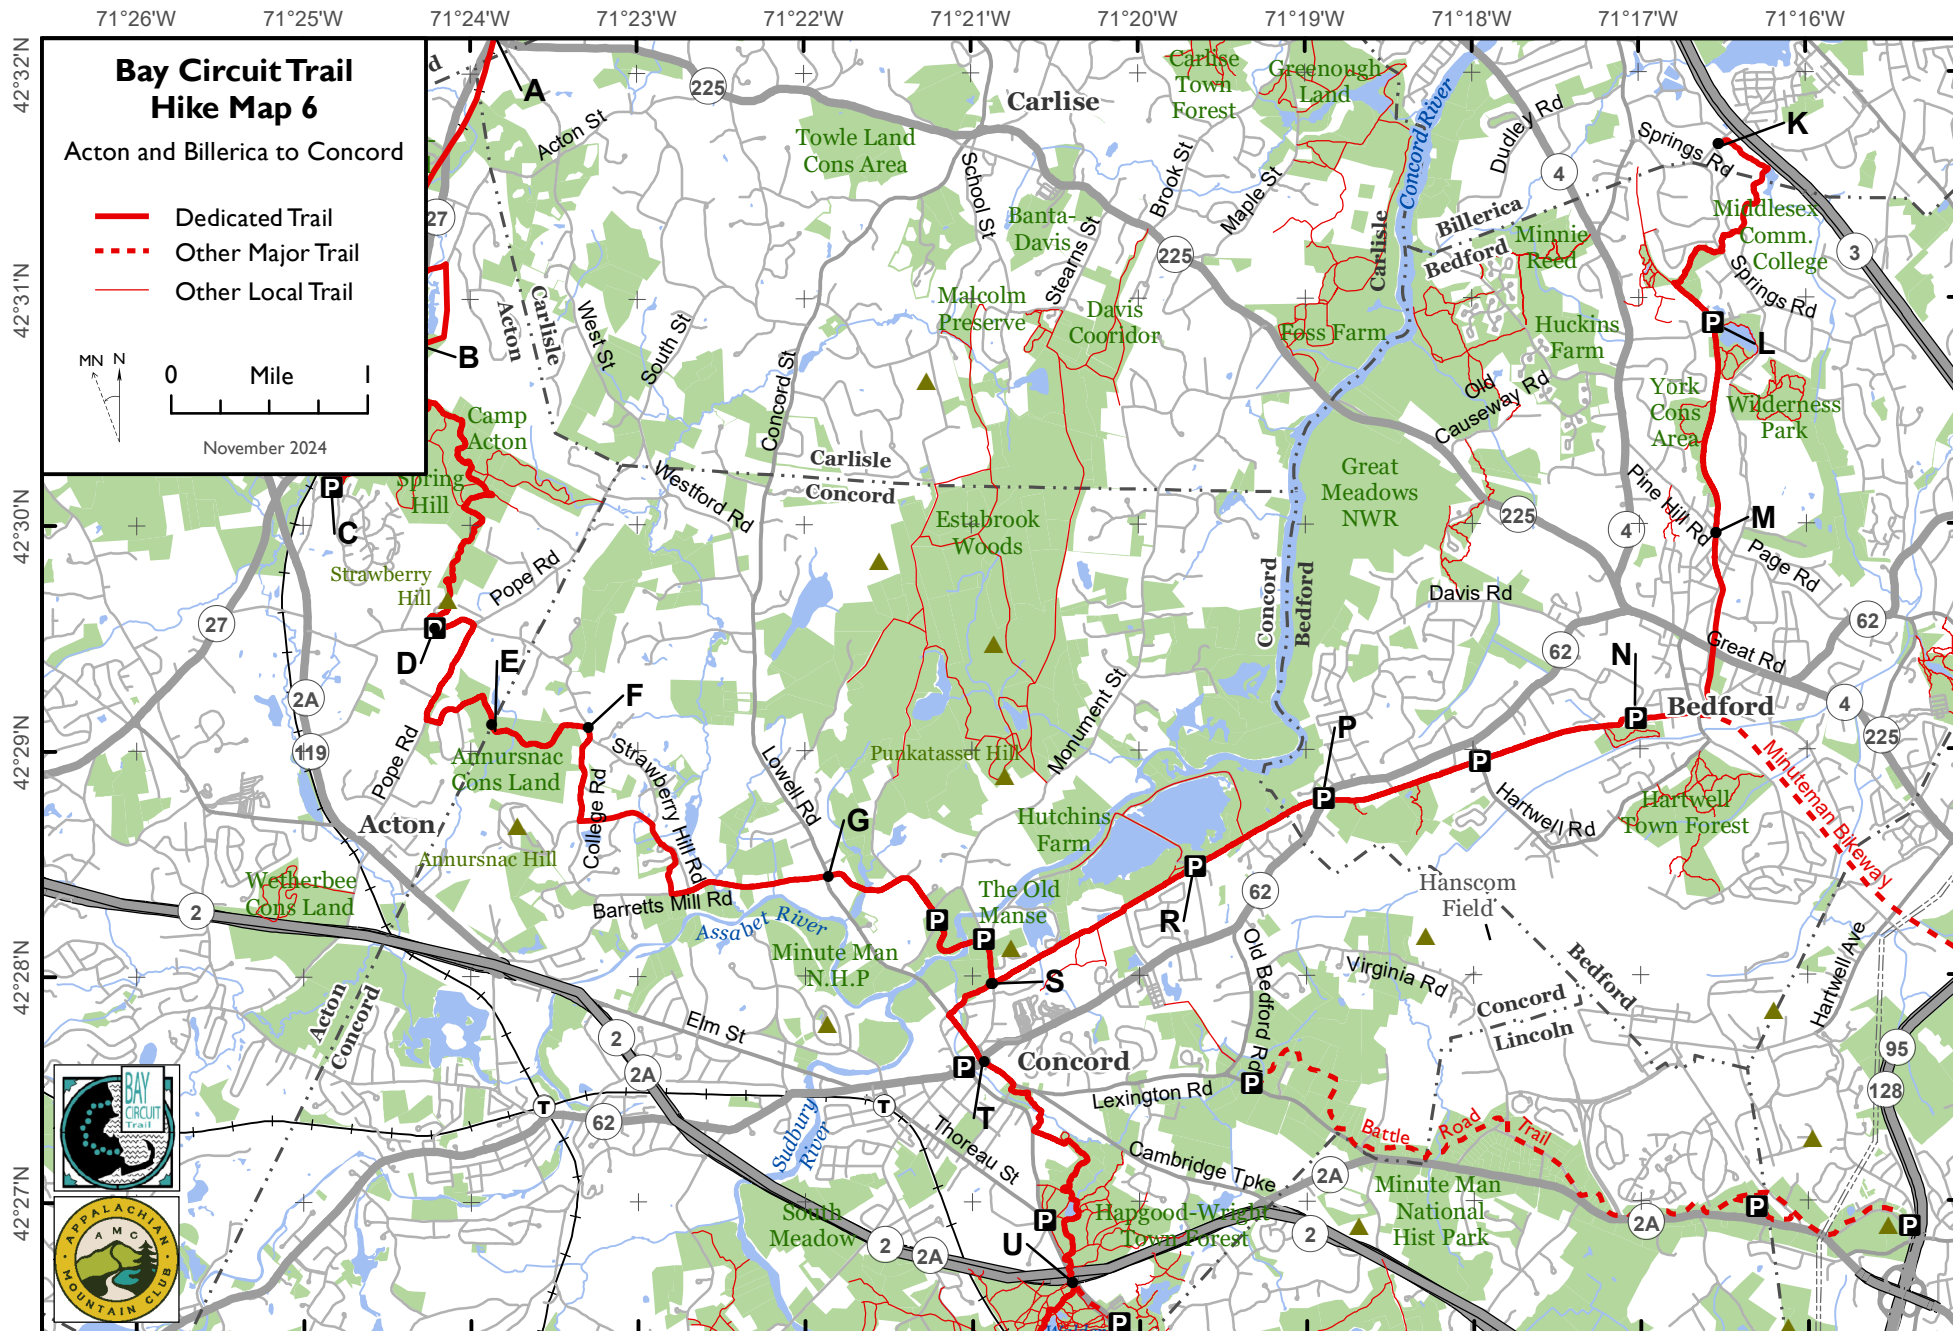 71°26'W
71°25'W
71°24'W
71°23'W
71°22'W
71°21'W
71°20'W
71°19'W
71°18'W
71°17'W
71°16'W
42°32'N
42°31'N
42°30'N
42°29'N
42°28'N
42°27'N
Bay Circuit Trail
Hike Map 6
Acton and Billerica to Concord
Dedicated Trail
Other Major Trail
Other Local Trail
MN
N
0
Mile
1
November 2024
d
A
Acton St
225
Carlise
Towle Land
Cons Area
Carlise
Town
Forest
Greenough
Land
Concord River
Dudley Rd
Springs Rd
K
4
27
School St
Banta-
Davis
Stearns St
Brook St
Maple St
225
Carlisle
Billerica
Bedford
Minnie
Reed
Middlesex
Comm.
College
3
Springs Rd
Carlisle
Acton
West St
South St
Malcolm
Preserve
Davis
Cooridor
Foss Farm
Huckins
Farm
P
L
B
Concord St
Old
Causeway Rd
York
Cons
Area
Wilderness
Park
Camp
Acton
Spring
Hill
Carlisle
Concord
Westford Rd
Great
Meadows
NWR
Pine Hill Rd
P
C
Estabrook
Woods
225
4
M
Page Rd
Strawberry
Hill
Pope Rd
Concord
Bedford
Davis Rd
27
D
E
62
62
N
Great Rd
2A
F
Monument St
P
P
Bedford
4
119
Pope Rd
Annursnac
Cons Land
Strawberry Hill Rd
College Rd
Lowell Rd
Punkatasset Hill
P
P
225
Minuteman Bikeway
Acton
Annursnac Hill
G
Hutchins
Farm
Hartwell Rd
Hartwell
Town Forest
Wetherbee
Cons Land
2
Barretts Mill Rd
Assabet River
P
The Old
Manse
P
P
R
62
Hanscom
Field
Minute Man
N.H.P
S
Old Bedford Rd
Virginia Rd
Bedford
Hartwell Ave
Acton
Concord
2
Elm St
Concord
Lincoln
95
BAY
CIRCUIT
Trail
2A
P
Concord
T
T
62
T
Lexington Rd
P
128
Sudbury
River
Thoreau St
Cambridge Tpke
Battle
Road
Trail
2A
Minute Man
National
Hist Park
P
2A
P
APPALACHIAN
AMC
MOUNTAIN CLUB
South
Meadow
P
Hapgood-Wright
Town Forest
2
2A
U
2
P